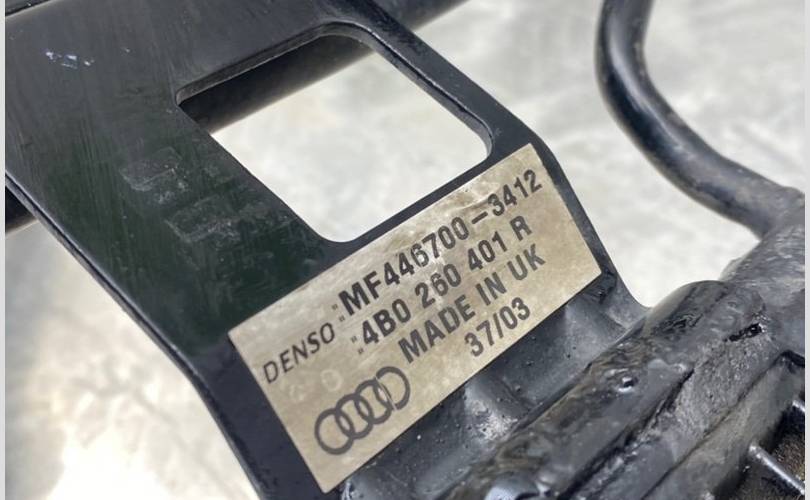 DENSO :MF446700-3412
:4B0 260 401 R
MADE IN UK
37/03